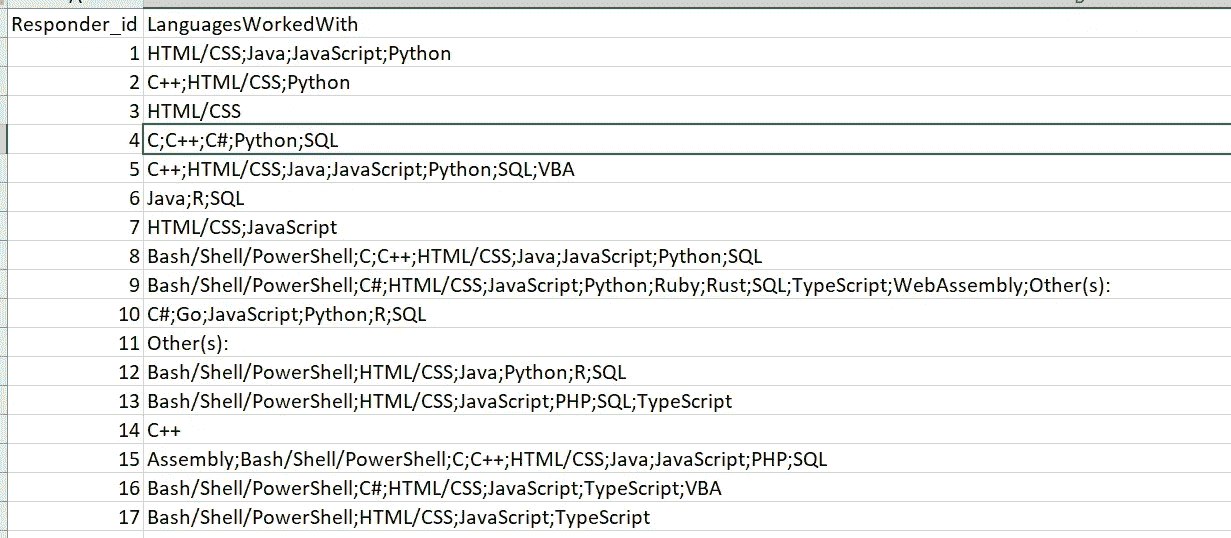 Responder_id LanguagesWorkedWith
1 HTML/CSS;Java;JavaScript;Python
2 C++;HTML/CSS;Python
3 HTML/CSS
4 C;C++;C#;Python;SQL
5 C++;HTML/CSS;Java;JavaScript;Python;SQL;VBA
6 Java;R;SQL
7 HTML/CSS;JavaScript
8 Bash/Shell/PowerShell;C;C++;HTML/CSS;Java;JavaScript;Python;SQL
9 Bash/Shell/PowerShell;C#;HTML/CSS;JavaScript;Python;Ruby;Rust;SQL;TypeScript;WebAssembly;Other(s):
10 C#;Go;JavaScript;Python;R;SQL
11 Other(s):
12 Bash/Shell/PowerShell;HTML/CSS;Java;Python;R;SQL
13 Bash/Shell/PowerShell;HTML/CSS;JavaScript;PHP;SQL;TypeScript
14 C++
15 Assembly;Bash/Shell/PowerShell;C;C++;HTML/CSS;Java;JavaScript;PHP;SQL
16 Bash/Shell/PowerShell;C#;HTML/CSS;JavaScript;TypeScript;VBA
17 Bash/Shell/PowerShell;HTML/CSS;JavaScript;TypeScript